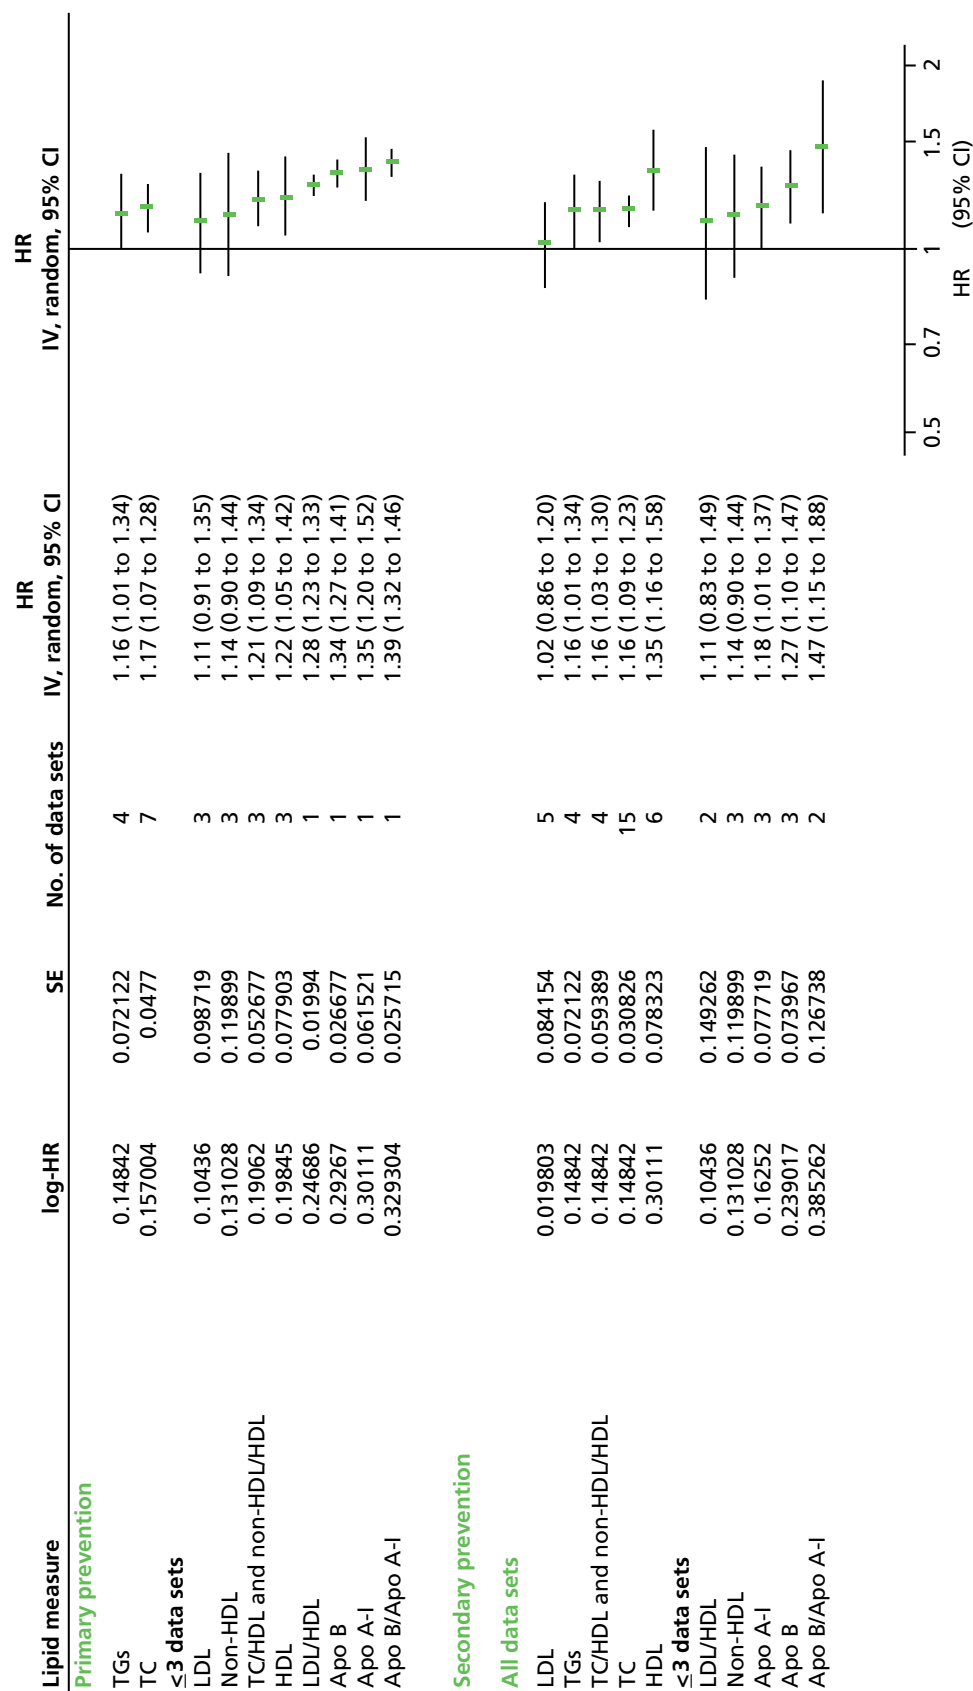 Lipid measure log-HR SE No. of data sets HR IV, random, 95% CI HR IV, random, 95% CI
Primary prevention
TGs 0.14842 0.072122 4 1.16 (1.01 to 1.34)
TC 0.157004 0.0477 7 1.17 (1.07 to 1.28)
≤3 data sets
LDL 0.10436 0.098719 3 1.11 (0.91 to 1.35)
Non-HDL 0.131028 0.119899 3 1.14 (0.90 to 1.44)
TC/HDL and non-HDL/HDL 0.19062 0.052677 3 1.21 (1.09 to 1.34)
HDL 0.19845 0.077903 3 1.22 (1.05 to 1.42)
LDL/HDL 0.24686 0.01994 1 1.28 (1.23 to 1.33)
Apo B 0.29267 0.026677 1 1.34 (1.27 to 1.41)
Apo A-I 0.30111 0.061521 1 1.35 (1.20 to 1.52)
Apo B/Apo A-I 0.329304 0.025715 1 1.39 (1.32 to 1.46)
Secondary prevention
All data sets
LDL 0.019803 0.084154 5 1.02 (0.86 to 1.20)
TGs 0.14842 0.072122 4 1.16 (1.01 to 1.34)
TC/HDL and non-HDL/HDL 0.14842 0.059389 4 1.16 (1.03 to 1.30)
TC 0.14842 0.030826 15 1.16 (1.09 to 1.23)
HDL 0.30111 0.078323 6 1.35 (1.16 to 1.58)
≤3 data sets
LDL/HDL 0.10436 0.149262 2 1.11 (0.83 to 1.49)
Non-HDL 0.131028 0.119899 3 1.14 (0.90 to 1.44)
Apo A-I 0.16252 0.077719 3 1.18 (1.01 to 1.37)
Apo B 0.239017 0.073967 3 1.27 (1.10 to 1.47)
Apo B/Apo A-I 0.385262 0.126738 2 1.47 (1.15 to 1.88)
0.5 0.7 1 1.5 2
HR (95% CI)